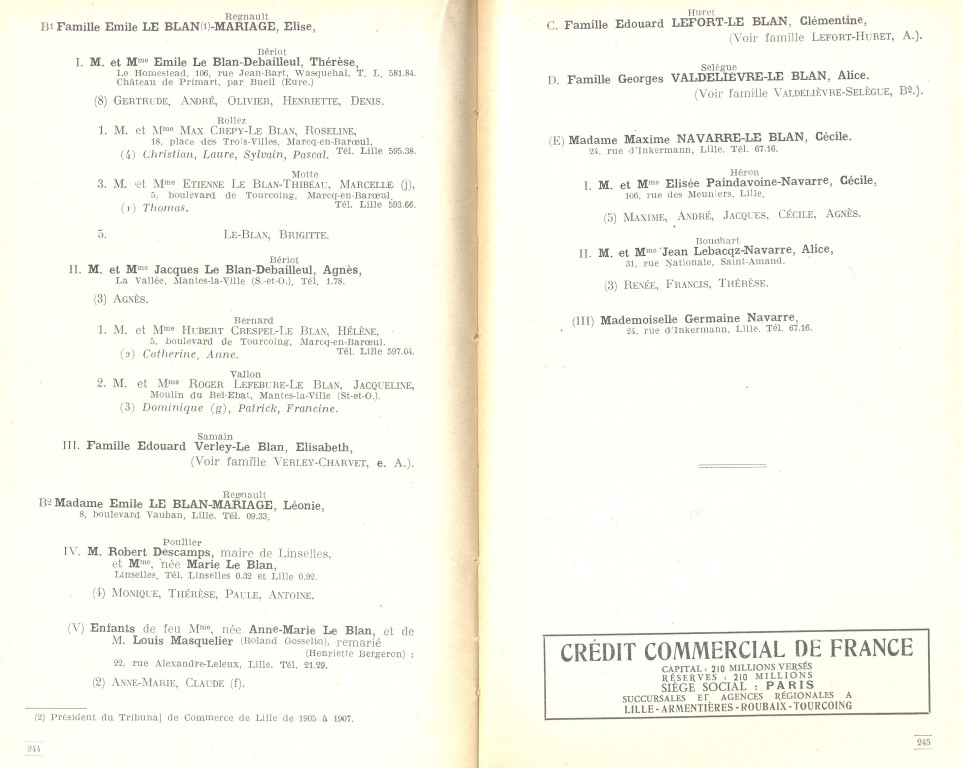 Regnault
B¹ Famille Emile LE BLAN(1)-MARIAGE, Elise,
Bériot
I. M. et Mme Emile Le Blan-Debailleul, Thérèse,
Le Homestead, 106, rue Jean-Bart, Wasquehal, T. L. 581.84.
Château de Primart, par Bueil (Eure.)
(8) GERTRUDE, ANDRÉ, OLIVIER, HENRIETTE, DENIS.
Rollez
1. M. et Mme MAX CREPY-LE BLAN, ROSELINE,
18, place des Trois-Villes, Marcq-en-Barœul,
(4) Christian, Laure, Sylvain, Pascal. Tél. Lille 595.38.
Motte
3. M. et Mme ETIENNE LE BLAN-THIBEAU, MARCELLE (j),
5, boulevard de Tourcoing, Marcq-en-Barœul,
(1) Thomas. Tél. Lille 593.66.
5. LE-BLAN, BRIGITTE.
Bériot
II. M. et Mme Jacques Le Blan-Debailleul, Agnès,
La Vallée, Mantes-la-Ville (S.-et-O.), Tél. 1.78.
(3) AGNÈS.
Bernard
1. M. et Mme HUBERT CRESPEL-LE BLAN, HÉLÈNE,
5, boulevard de Tourcoing, Marcq-en-Barœul.
(2) Catherine, Anne. Tél. Lille 597.04.
Vallon
2. M. et Mme ROGER LEFEBURE-LE BLAN, JACQUELINE,
Moulin du Bel-Ebat, Mantes-la-Ville (St-et-O.).
(3) Dominique (g), Patrick, Francine.
Samain
III. Famille Edouard Verley-Le Blan, Elisabeth,
(Voir famille VERLEY-CHARVET, e. A.).
Regnault
B² Madame Emile LE BLAN-MARIAGE, Léonie,
8, boulevard Vauban, Lille. Tél. 09.33.
Poullier
IV. M. Robert Descamps, maire de Linselles,
et Mme, née Marie Le Blan,
Linselles. Tél. Linselles 0.32 et Lille 0.92.
(4) MONIQUE, THÉRÈSE, PAULE, ANTOINE.
(V) Enfants de feu Mme, née Anne-Marie Le Blan, et de
M. Louis Masquelier (Roland Gosselin), remarié
(Henriette Bergeron) :
22, rue Alexandre-Leleux, Lille. Tél. 21.29.
(2) ANNE-MARIE, CLAUDE (f).
(2) Président du Tribunal de Commerce de Lille de 1905 à 1907.
244
Huret
C. Famille Edouard LEFORT-LE BLAN, Clémentine,
(Voir famille LEFORT-HURET, A.).
Selègue
D. Famille Georges VALDELIÈVRE-LE BLAN, Alice.
(Voir famille VALDELIÈVRE-SELÈGUE, B².).
(E) Madame Maxime NAVARRE-LE BLAN, Cécile.
24, rue d'Inkermann, Lille. Tél. 67.16.
Héron
I. M. et Mme Elisée Paindavoine-Navarre, Cécile,
106, rue des Meuniers, Lille.
(5) MAXIME, ANDRÉ, JACQUES, CÉCILE, AGNÈS.
Bouchart
II. M. et Mme Jean Lebacqz-Navarre, Alice,
31, rue Nationale, Saint-Amand.
(3) RENÉE, FRANCIS, THÉRÈSE.
(III) Mademoiselle Germaine Navarre,
24, rue d'Inkermann, Lille. Tél. 67.16.
CRÉDIT COMMERCIAL DE FRANCE
CAPITAL : 210 MILLIONS VERSÉS
RÉSERVES : 210 MILLIONS
SIÈGE SOCIAL : PARIS
SUCCURSALES ET AGENCES RÉGIONALES A
LILLE-ARMENTIÈRES-ROUBAIX-TOURCOING
245